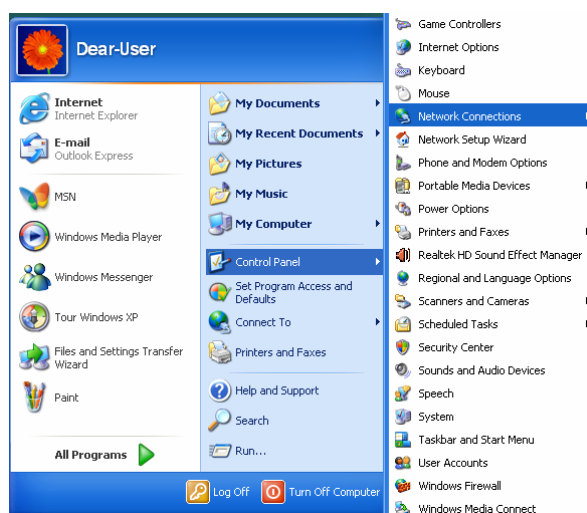 Dear-User
Internet
Internet Explorer
E-mail
Outlook Express
MSN
Windows Media Player
Windows Messenger
Tour Windows XP
Files and Settings Transfer
Wizard
Paint
All Programs
My Documents
My Recent Documents
My Pictures
My Music
My Computer
Control Panel
Set Program Access and
Defaults
Connect To
Printers and Faxes
Help and Support
Search
Run...
Log Off
Turn Off Computer
Game Controllers
Internet Options
Keyboard
Mouse
Network Connections
Network Setup Wizard
Phone and Modem Options
Portable Media Devices
Power Options
Printers and Faxes
Realtek HD Sound Effect Manager
Regional and Language Options
Scanners and Cameras
Scheduled Tasks
Security Center
Sounds and Audio Devices
Speech
System
Taskbar and Start Menu
User Accounts
Windows Firewall
Windows Media Connect